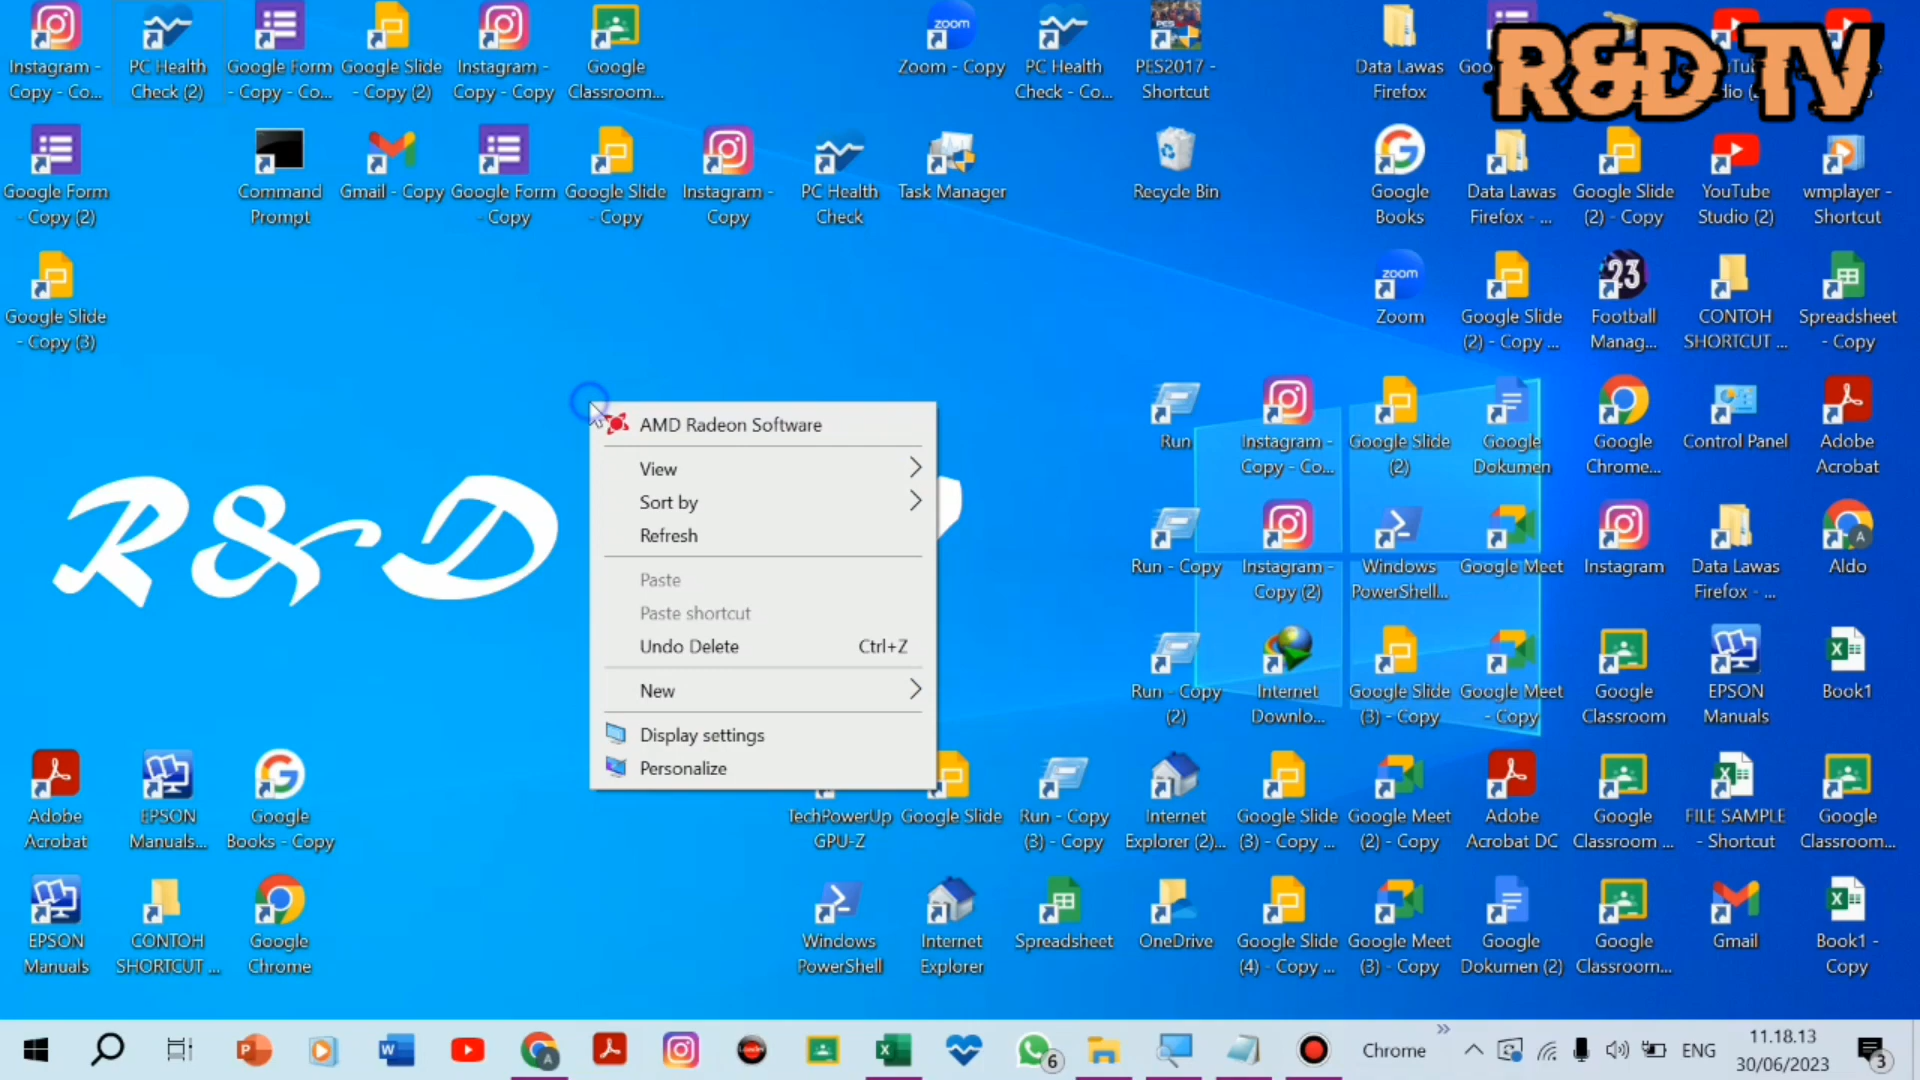 Instagram -
Copy - Co...
PC Health
Check (2)
Google Form
- Copy - Co...
Google Slide
- Copy (2)
Instagram -
Copy - Copy
Google
Classroom...
Zoom - Copy
PC Health
Check - Co...
PES2017 -
Shortcut
Data Lawas
Firefox
R&D TV
Google Form
- Copy (2)
Command
Prompt
Gmail - Copy
Google Form
- Copy
Google Slide
- Copy
Instagram -
Copy
PC Health
Check
Task Manager
Recycle Bin
Google
Books
Data Lawas
Firefox - ...
Google Slide
(2) - Copy
YouTube
Studio (2)
wmplayer -
Shortcut
Google Slide
- Copy (3)
zoom
Zoom
Google Slide
(2) - Copy ...
23
Football
Manag...
CONTOH
SHORTCUT ...
Spreadsheet
- Copy
Run
Instagram -
Copy - Co...
Google Slide
(2)
Google
Dokumen
Google
Chrome...
Control Panel
Adobe
Acrobat
AMD Radeon Software
View
Sort by
Refresh
Paste
Paste shortcut
Undo Delete Ctrl+Z
New
Display settings
Personalize
R&D
Run - Copy
Instagram -
Copy (2)
Windows
PowerShell...
Google Meet
Instagram
Data Lawas
Firefox - ...
Aldo
Run - Copy
(2)
Internet
Downlo...
Google Slide
(3) - Copy
Google Meet
- Copy
Google
Classroom
EPSON
Manuals
Book1
Adobe
Acrobat
EPSON
Manuals...
Google
Books - Copy
TechPowerUp
GPU-Z
Google Slide
Run - Copy
(3) - Copy
Internet
Explorer (2)...
Google Slide
(3) - Copy ...
Google Meet
(2) - Copy
Adobe
Acrobat DC
Google
Classroom ...
FILE SAMPLE
- Shortcut
Google
Classroom...
EPSON
Manuals
CONTOH
SHORTCUT ...
Google
Chrome
Windows
PowerShell
Internet
Explorer
Spreadsheet
OneDrive
Google Slide
(4) - Copy ...
Google Meet
(3) - Copy
Google
Dokumen (2)
Google
Classroom...
Gmail
Book1 -
Copy
6
Chrome
ENG
11.18.13
30/06/2023
3